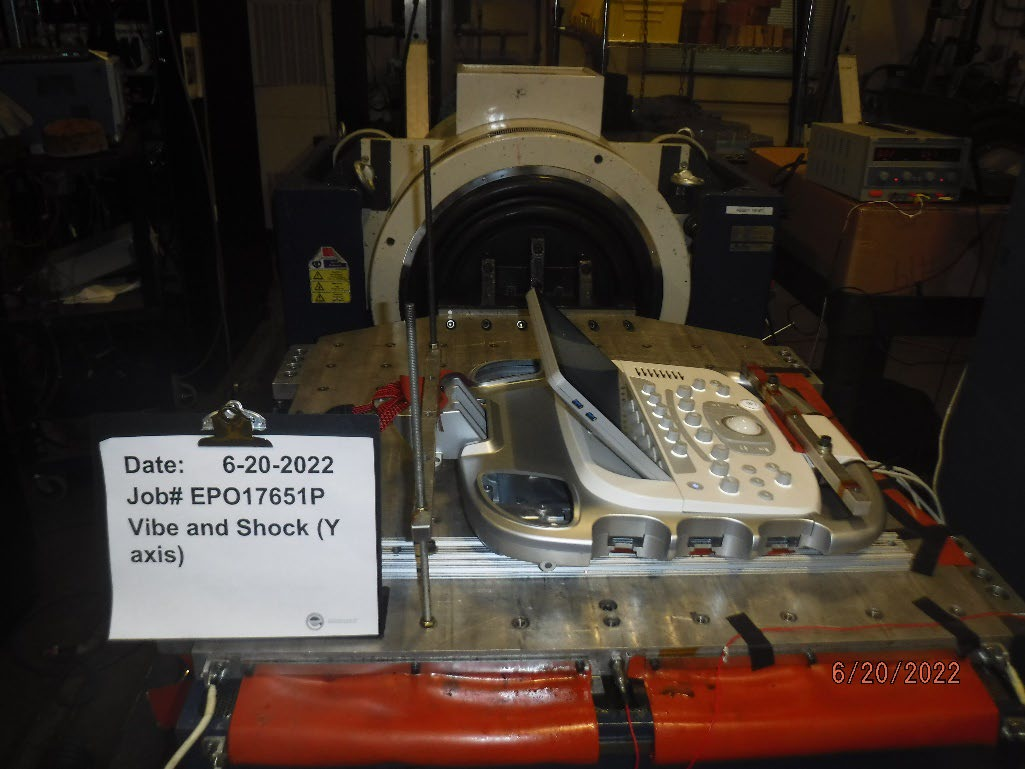 Date: 6-20-2022
Job# EPO17651P
Vibe and Shock (Y
axis)
6/20/2022